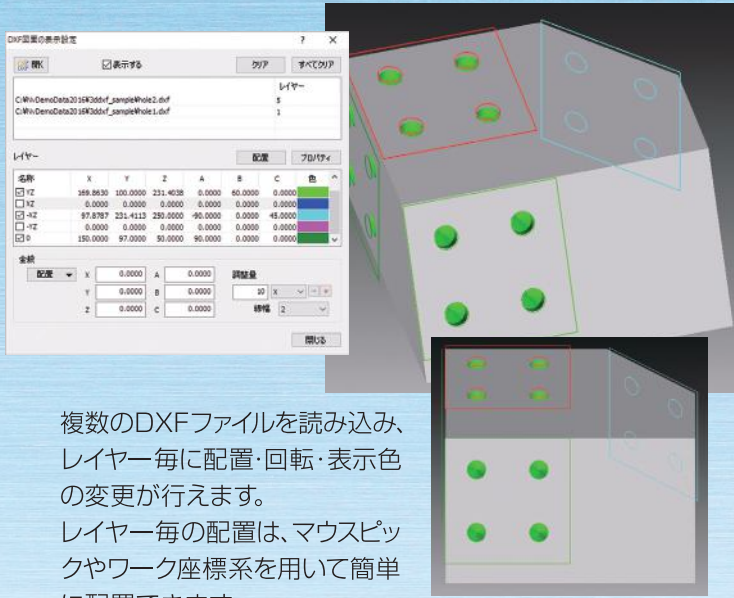 DXF図面の表示設定 ? ×
開く 表示する クリア すべてクリア
レイヤー
C:¥hivDemoData2016¥3ddxf_sample¥hole2.dxf 5
C:¥hivDemoData2016¥3ddxf_sample¥hole1.dxf 1
レイヤー 配置 プロパティ
名称 X Y Z A B C 色
YZ 169.8630 100.0000 231.4038 0.0000 60.0000 0.0000
XZ 0.0000 0.0000 0.0000 0.0000 0.0000 0.0000
-XZ 97.8787 231.4113 250.0000 -90.0000 0.0000 45.0000
-YZ 0.0000 0.0000 0.0000 0.0000 0.0000 0.0000
0 150.0000 97.0000 50.0000 90.0000 0.0000 0.0000
全般
配置 X 0.0000 A 0.0000 調整量
Y 0.0000 B 0.0000 10 X - +
Z 0.0000 C 0.0000 線幅 2
閉じる
複数のDXFファイルを読み込み、
レイヤー毎に配置・回転・表示色
の変更が行えます。
レイヤー毎の配置は、マウスピッ
クやワーク座標系を用いて簡単
に配置できます。